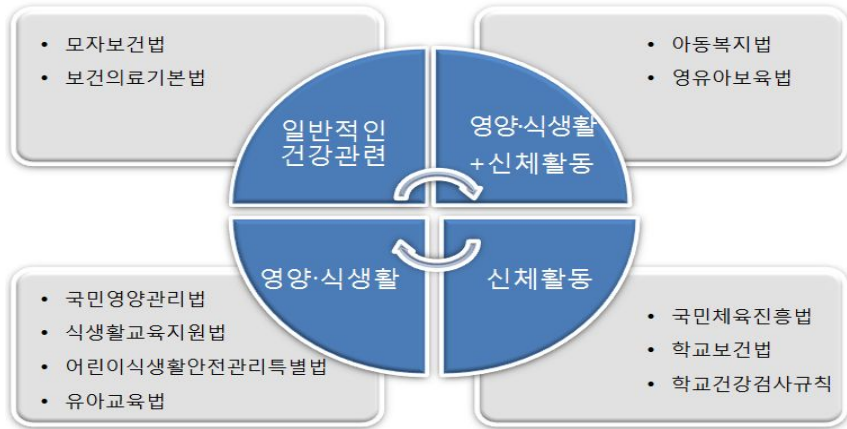 • 모자보건법
• 보건의료기본법
• 아동복지법
• 영유아보육법
일반적인
건강관련
영양·식생활
+신체활동
영양·식생활
신체활동
• 국민영양관리법
• 식생활교육지원법
• 어린이식생활안전관리특별법
• 유아교육법
• 국민체육진흥법
• 학교보건법
• 학교건강검사규칙